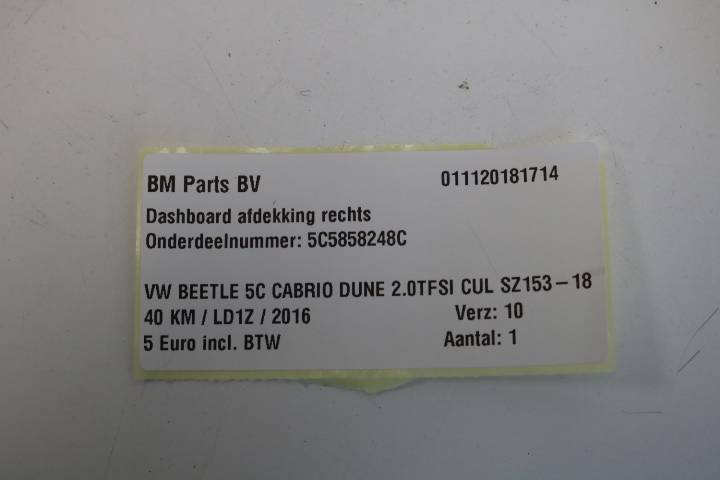 BM Parts BV 011120181714
Dashboard afdekking rechts
Onderdeelnummer: 5C5858248C
VW BEETLE 5C CABRIO DUNE 2.0TFSI CUL SZ153-18
40 KM / LD1Z / 2016 Verz: 10
5 Euro incl. BTW Aantal: 1